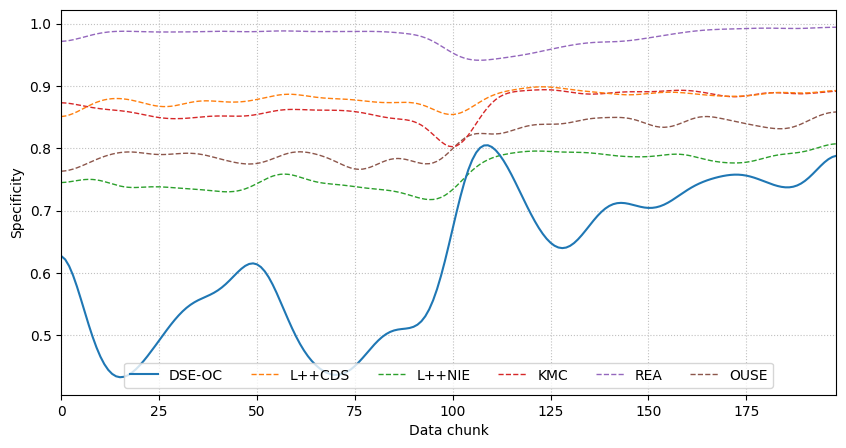 1.0
0.9
0.8
0.7
0.6
0.5
Specificity
DSE-OC L++CDS L++NIE KMC REA OUSE
0 25 50 75 100 125 150 175
Data chunk